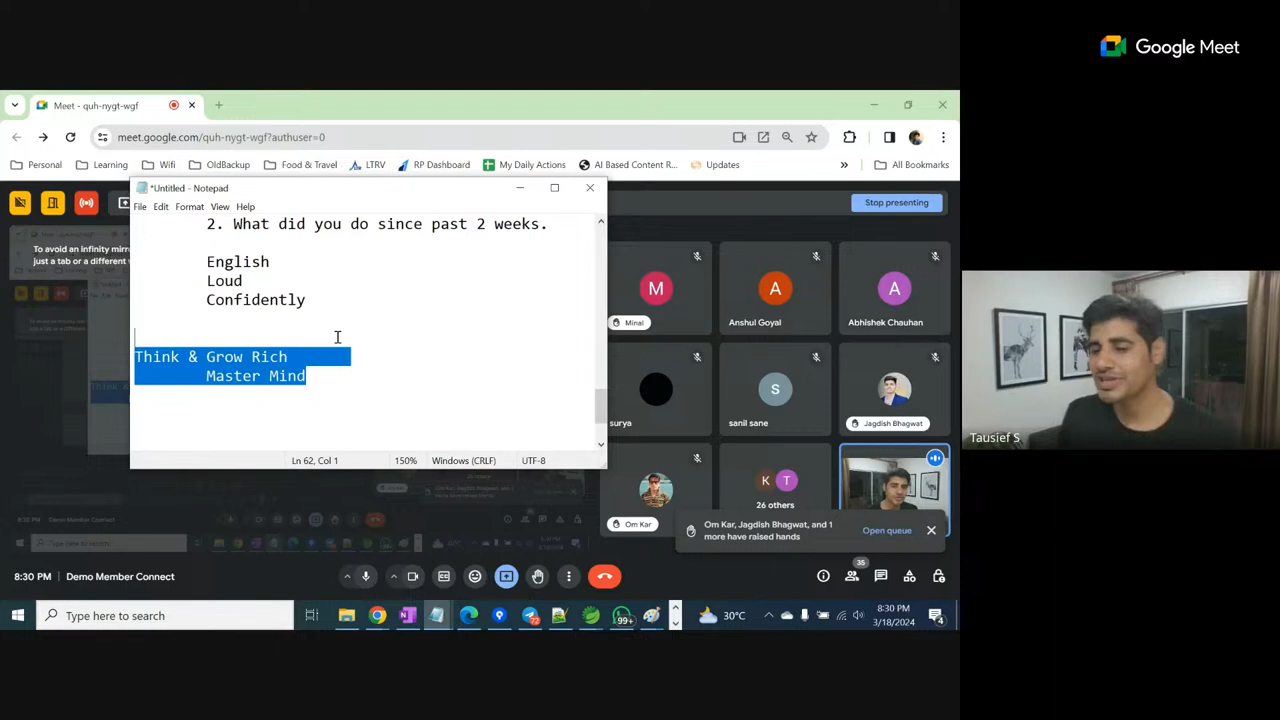 Google Meet
Meet - quh-nygt-wgf
meet.google.com/quh-nygt-wgf?authuser=0
Personal
Learning
Wifi
OldBackup
Food & Travel
LTRV
RP Dashboard
My Daily Actions
AI Based Content R...
Updates
»
All Bookmarks
*Untitled - Notepad
File Edit Format View Help
2. What did you do since past 2 weeks.
English
Loud
Confidently
Think & Grow Rich
Master Mind
Ln 62, Col 1
150%
Windows (CRLF)
UTF-8
To avoid an infinity mirr
just a tab or a different
Stop presenting
M
Minal
A
Anshul Goyal
A
Abhishek Chauhan
surya
S
sanil sane
Jagdish Bhagwat
Om Kar
K T
26 others
Om Kar, Jagdish Bhagwat, and 1
more have raised hands
Open queue
Tausief S
8:30 PM
Demo Member Connect
35
Type here to search
72
99+
30°C
8:30 PM
3/18/2024
4